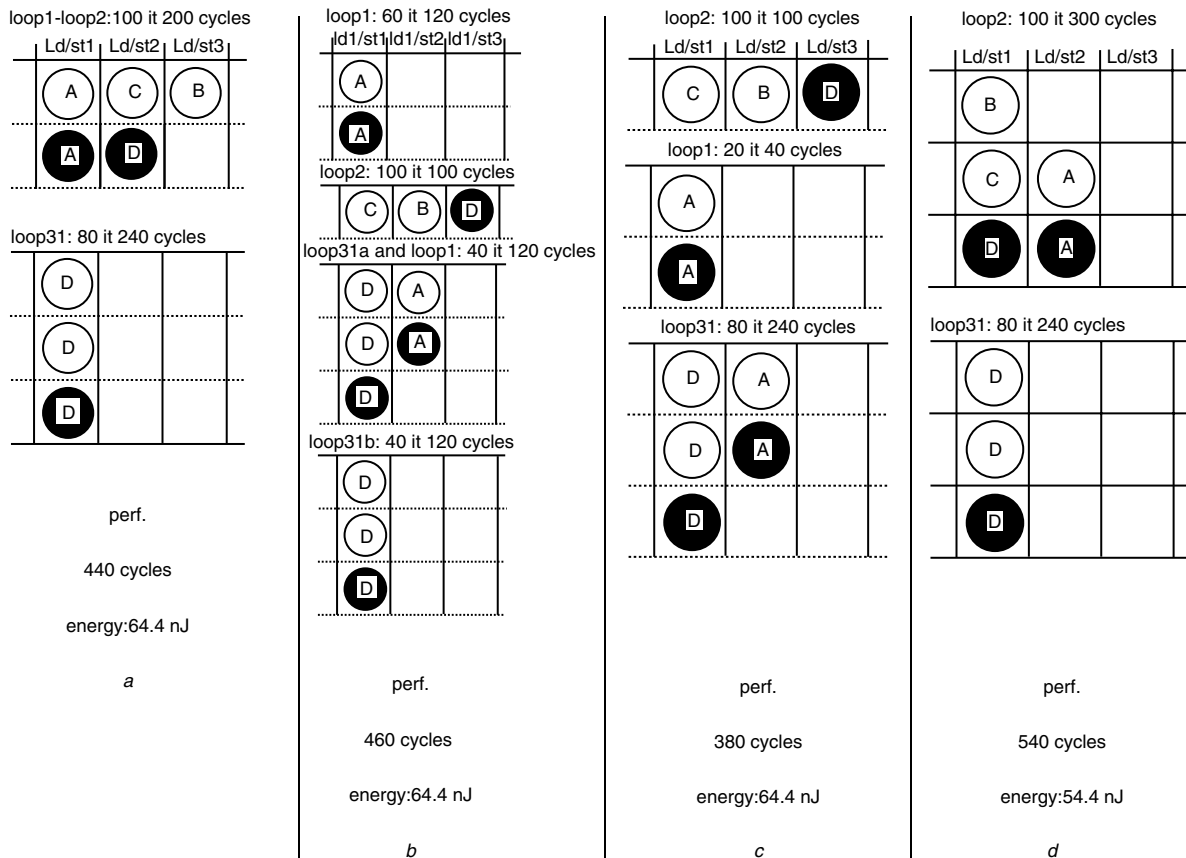 loop1-loop2:100 it 200 cycles
Ld/st1 Ld/st2 Ld/st3
A C B
A D
loop31: 80 it 240 cycles
D
D
D
perf.
440 cycles
energy:64.4 nJ
a
loop1: 60 it 120 cycles
ld1/st1 ld1/st2 ld1/st3
A
A
loop2: 100 it 100 cycles
C B D
loop31a and loop1: 40 it 120 cycles
D A
D A
D
loop31b: 40 it 120 cycles
D
D
D
perf.
460 cycles
energy:64.4 nJ
b
loop2: 100 it 100 cycles
Ld/st1 Ld/st2 Ld/st3
C B D
loop1: 20 it 40 cycles
A
A
loop31: 80 it 240 cycles
D A
D A
D
perf.
380 cycles
energy:64.4 nJ
c
loop2: 100 it 300 cycles
Ld/st1 Ld/st2 Ld/st3
B
C A
D A
loop31: 80 it 240 cycles
D
D
D
perf.
540 cycles
energy:54.4 nJ
d